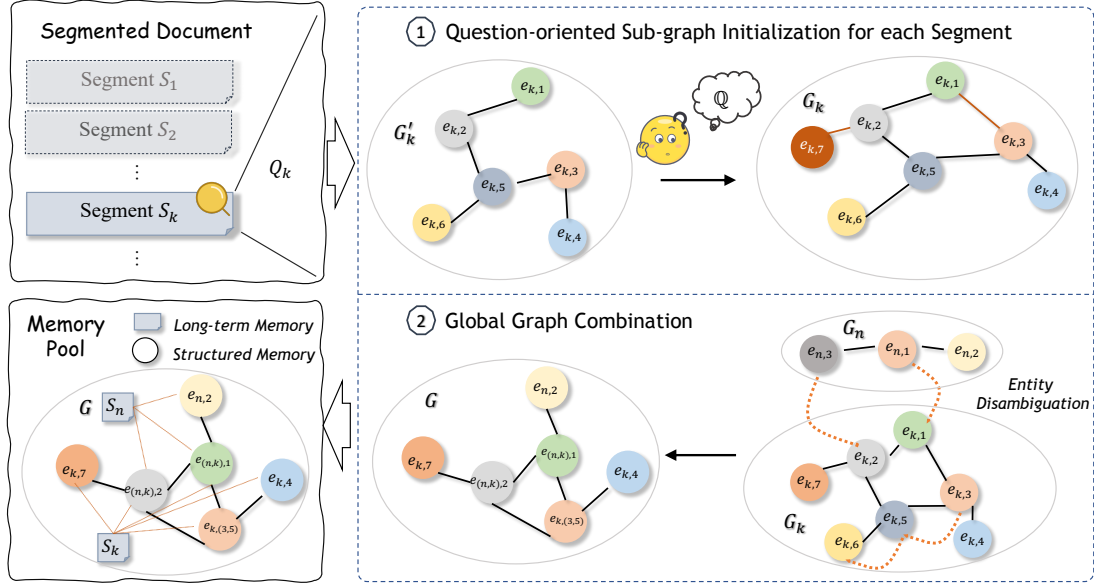 Segmented Document
Segment S₁
Segment S₂
⋮
Segment Sₖ
⋮
Qₖ
① Question-oriented Sub-graph Initialization for each Segment
G′ₖ
eₖ,₁
eₖ,₂
eₖ,₃
eₖ,₅
eₖ,₆
eₖ,₄
ℚ
Gₖ
eₖ,₁
eₖ,₂
eₖ,₇
eₖ,₃
eₖ,₅
eₖ,₄
eₖ,₆
Memory Pool
Long-term Memory
Structured Memory
G
Sₙ
eₙ,₂
eₖ,₇
e₍ₙ,ₖ₎,₁
e₍ₙ,ₖ₎,₂
eₖ,₄
eₖ,₍₃,₅₎
Sₖ
② Global Graph Combination
G
eₙ,₂
eₖ,₇
e₍ₙ,ₖ₎,₁
e₍ₙ,ₖ₎,₂
eₖ,₄
eₖ,₍₃,₅₎
Gₙ
eₙ,₃
eₙ,₁
eₙ,₂
Entity
Disambiguation
eₖ,₁
eₖ,₂
eₖ,₇
eₖ,₃
Gₖ
eₖ,₅
eₖ,₆
eₖ,₄